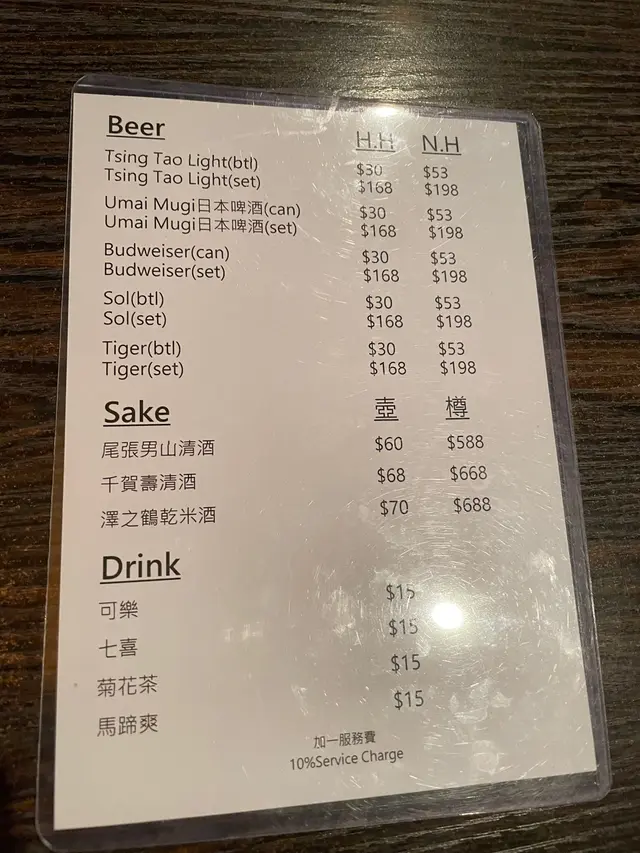 Beer H.H N.H
Tsing Tao Light(btl) $30 $53
Tsing Tao Light(set) $168 $198
Umai Mugi日本啤酒(can) $30 $53
Umai Mugi日本啤酒(set) $168 $198
Budweiser(can) $30 $53
Budweiser(set) $168 $198
Sol(btl) $30 $53
Sol(set) $168 $198
Tiger(btl) $30 $53
Tiger(set) $168 $198
Sake 壺 樽
尾張男山清酒 $60 $588
千賀壽清酒 $68 $668
澤之鶴乾米酒 $70 $688
Drink
可樂 $15
七喜 $15
菊花茶 $15
馬蹄爽 $15
加一服務費
10%Service Charge